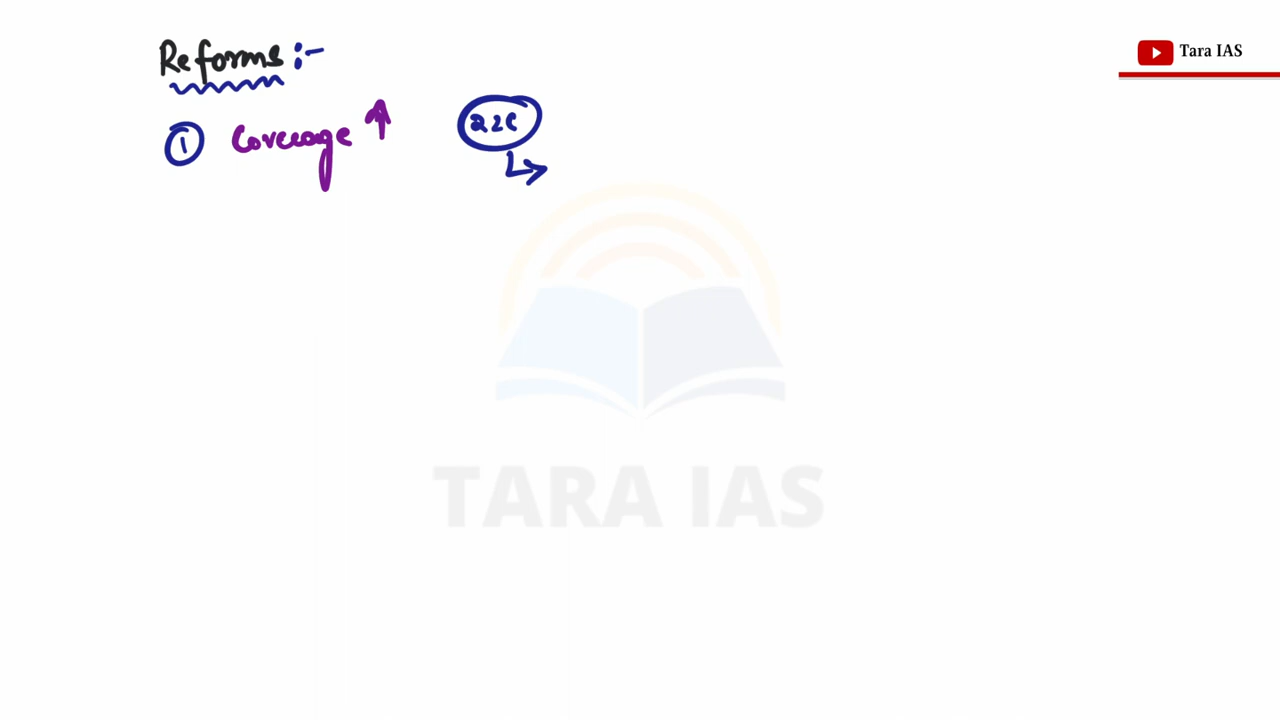 Reforms :-
Tara IAS
① Coverage ↑ 22C
TARA IAS